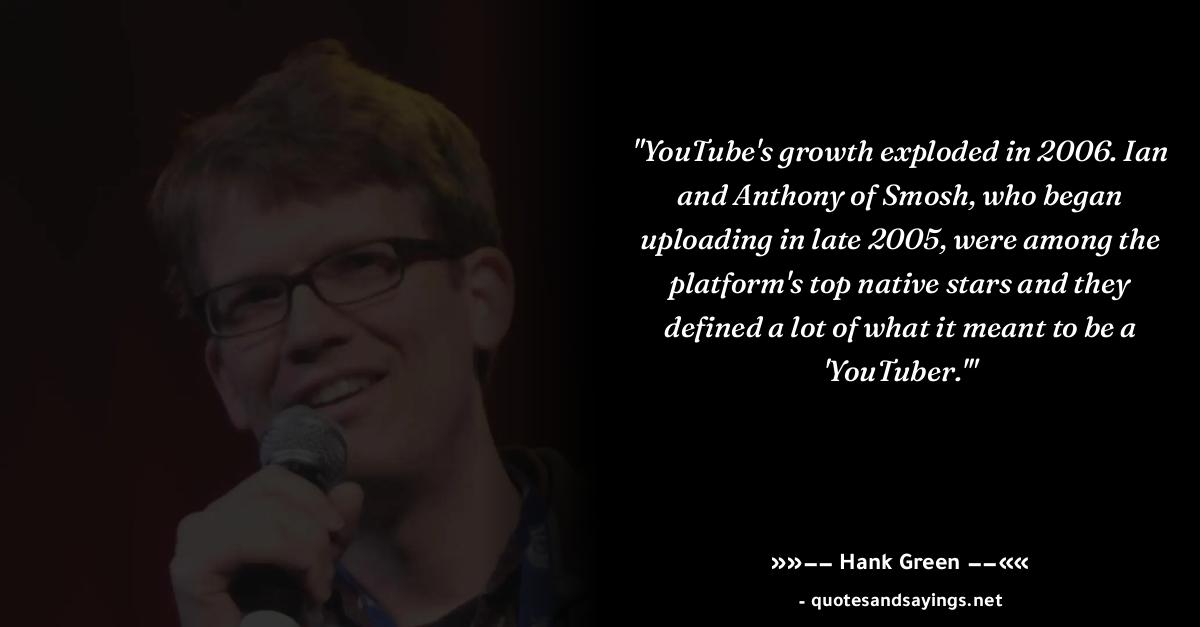 "YouTube's growth exploded in 2006. Ian
and Anthony of Smosh, who began
uploading in late 2005, were among the
platform's top native stars and they
defined a lot of what it meant to be a
'YouTuber.'"
»»—— Hank Green ——««
- quotesandsayings.net